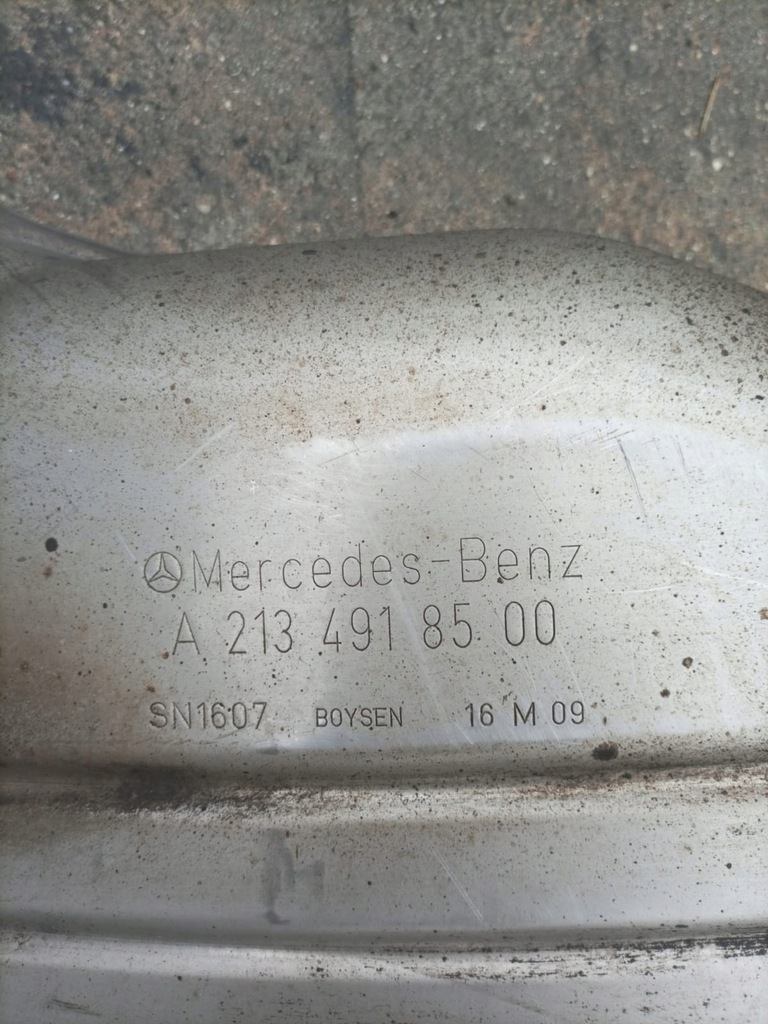 Mercedes-Benz
A 213 491 85 00
SN1607 BOYSEN 16 M 09